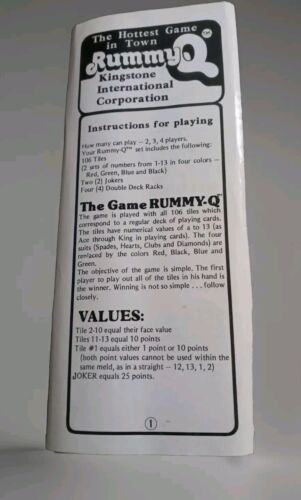 The Hottest Game
in Town
RummyQ™
Kingstone
International
Corporation
Instructions for playing
How many can play — 2, 3, 4 players.
Your Rummy-Q™ set includes the following:
106 Tiles
(2 sets of numbers from 1-13 in four colors —
Red, Green, Blue and Black)
Two (2) Jokers
Four (4) Double Deck Racks
The Game RUMMY-Q™
The game is played with all 106 tiles which
correspond to a regular deck of playing cards.
The tiles have numerical values of a to 13 (as
Ace through King in playing cards). The four
suits (Spades, Hearts, Clubs and Diamonds) are
replaced by the colors Red, Black, Blue and
Green.
The objective of the game is simple. The first
player to play out all of the tiles in his hand is
the winner. Winning is not so simple . . . follow
closely.
VALUES:
Tile 2-10 equal their face value
Tiles 11-13 equal 10 points
Tile #1 equals either 1 point or 10 points
(both point values cannot be used within the
same meld, as in a straight — 12, 13, 1, 2)
JOKER equals 25 points.
1